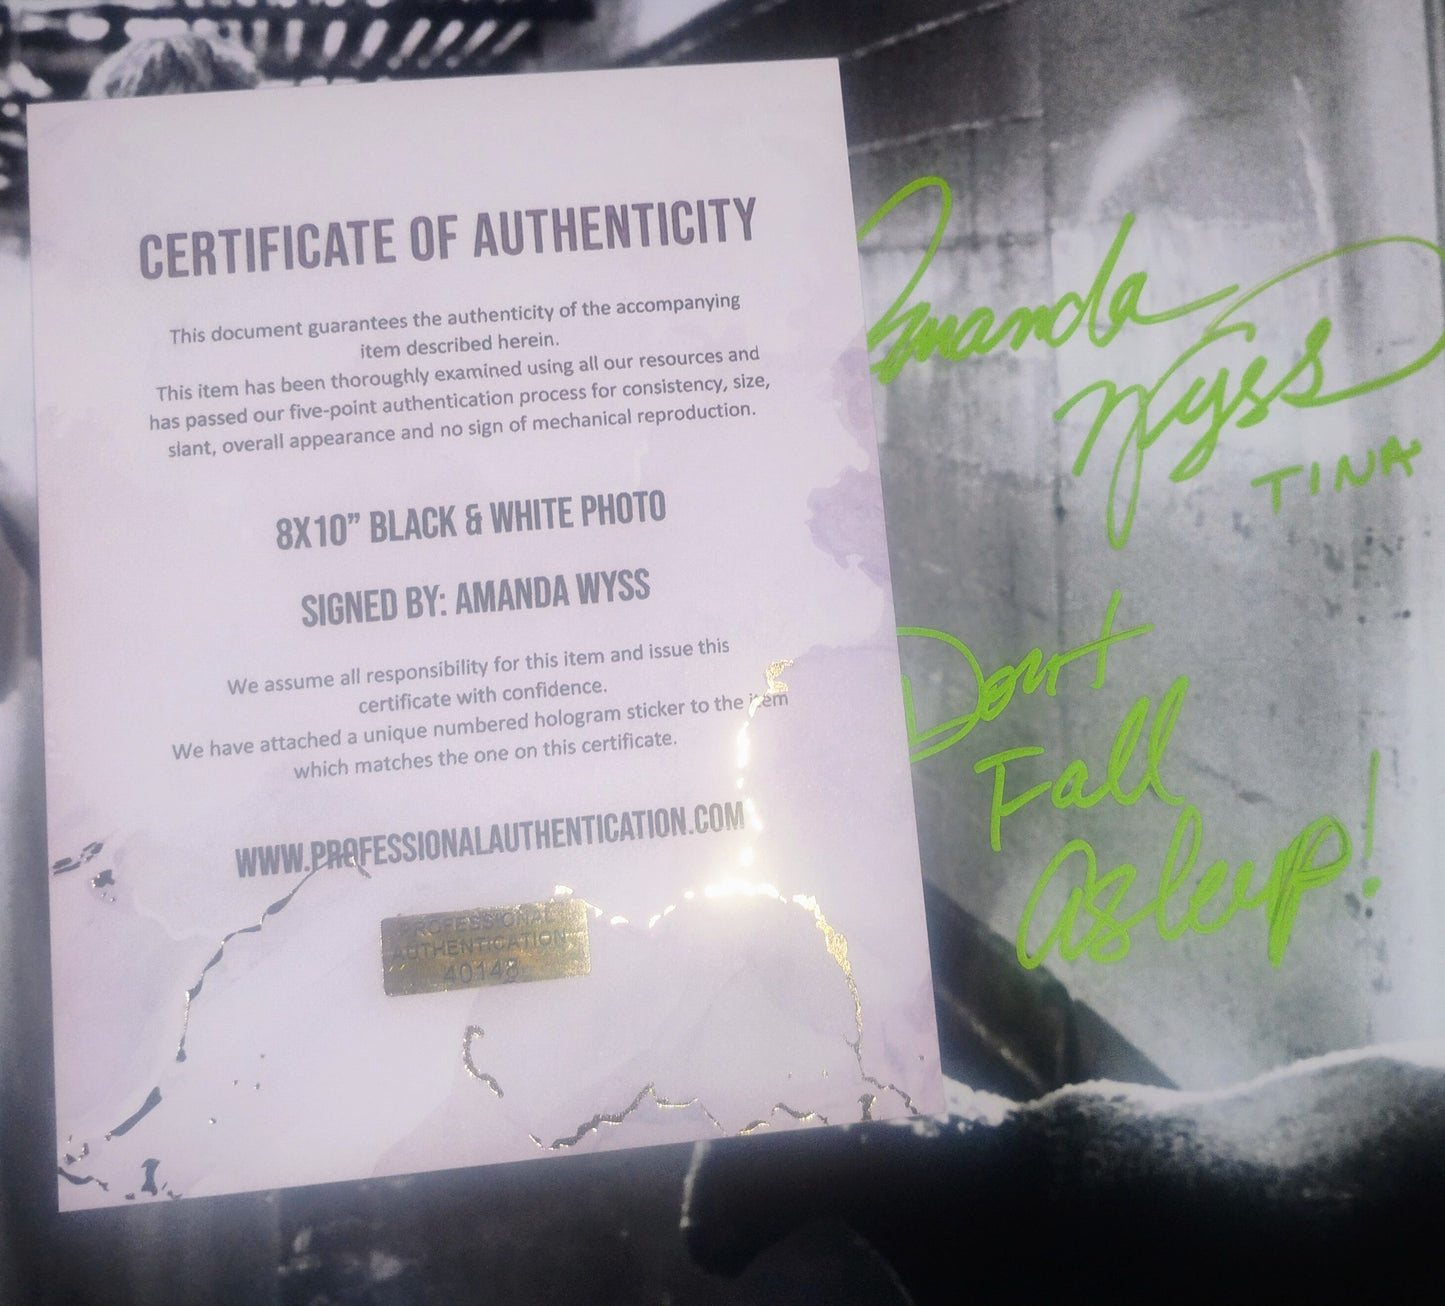 CERTIFICATE OF AUTHENTICITY
This document guarantees the authenticity of the accompanying
item described herein.
This item has been thoroughly examined using all our resources and
has passed our five-point authentication process for consistency, size,
slant, overall appearance and no sign of mechanical reproduction.
8X10” BLACK & WHITE PHOTO
SIGNED BY: AMANDA WYSS
We assume all responsibility for this item and issue this
certificate with confidence.
We have attached a unique numbered hologram sticker to the item
which matches the one on this certificate.
WWW.PROFESSIONALAUTHENTICATION.COM
PROFESSIONAL
AUTHENTICATION
40148
Amanda
Wyss
TINA
Don't
Fall
Asleep!